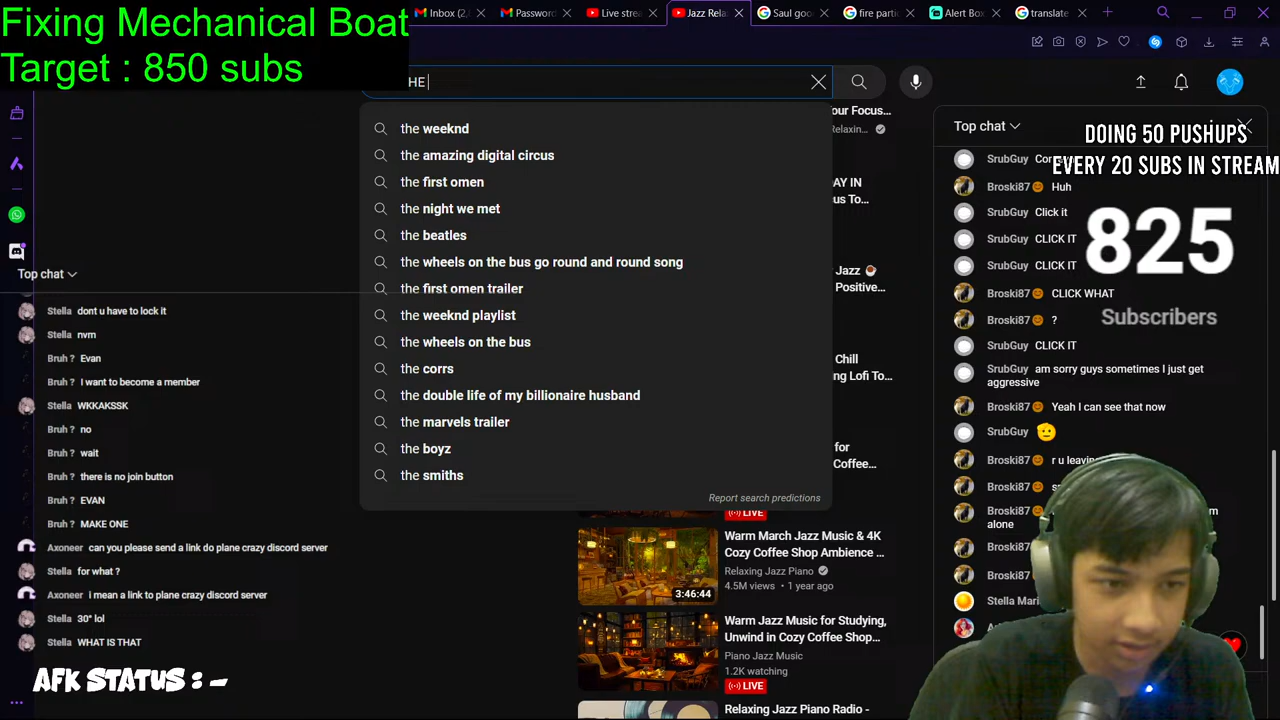 Fixing Mechanical Boat
Target : 850 subs
Inbox (2,
Password
Live strea
Jazz Rela
Saul goo
fire parti
Alert Box
translate
HE
the weeknd
the amazing digital circus
the first omen
the night we met
the beatles
the wheels on the bus go round and round song
the first omen trailer
the weeknd playlist
the wheels on the bus
the corrs
the double life of my billionaire husband
the marvels trailer
the boyz
the smiths
Report search predictions
Top chat
Stella dont u have to lock it
Stella nvm
Bruh ? Evan
Bruh ? I want to become a member
Stella WKKAKSSK
Bruh ? no
Bruh ? wait
Bruh ? there is no join button
Bruh ? EVAN
Bruh ? MAKE ONE
Axoneer can you please send a link do plane crazy discord server
Stella for what ?
Axoneer i mean a link to plane crazy discord server
Stella 30° lol
Stella WHAT IS THAT
AFK STATUS : -
our Focus...
Relaxin...
AY IN
us To...
Jazz ☕
Positive...
Chill
ng Lofi To...
for
Coffee...
LIVE
Warm March Jazz Music & 4K
Cozy Coffee Shop Ambience ...
Relaxing Jazz Piano
4.5M views • 1 year ago
3:46:44
Warm Jazz Music for Studying,
Unwind in Cozy Coffee Shop...
Piano Jazz Music
1.2K watching
LIVE
Relaxing Jazz Piano Radio -
Top chat
DOING 50 PUSHUPS
EVERY 20 SUBS IN STREAM
825
Subscribers
SrubGuy
Broski87 Huh
SrubGuy Click it
SrubGuy CLICK IT
SrubGuy CLICK IT
Broski87 CLICK WHAT
Broski87 ?
SrubGuy CLICK IT
SrubGuy am sorry guys sometimes I just get
aggressive
Broski87 Yeah I can see that now
SrubGuy 🫡
Broski87 r u leavin
Broski87
Broski87
alone
Broski87
Broski87
Stella Mari